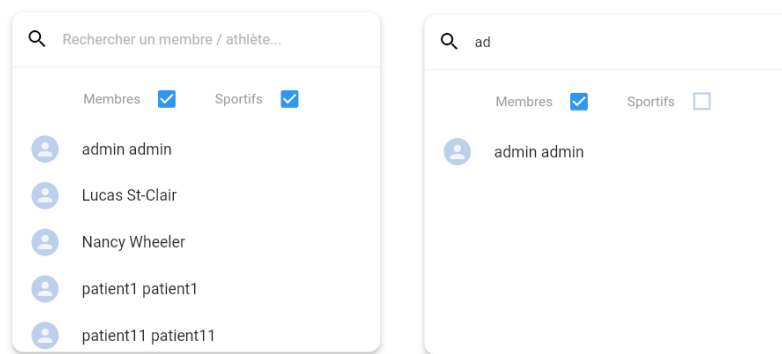 Rechercher un membre / athlète...
Membres Sportifs
admin admin
Lucas St-Clair
Nancy Wheeler
patient1 patient1
patient11 patient11
ad
Membres Sportifs
admin admin